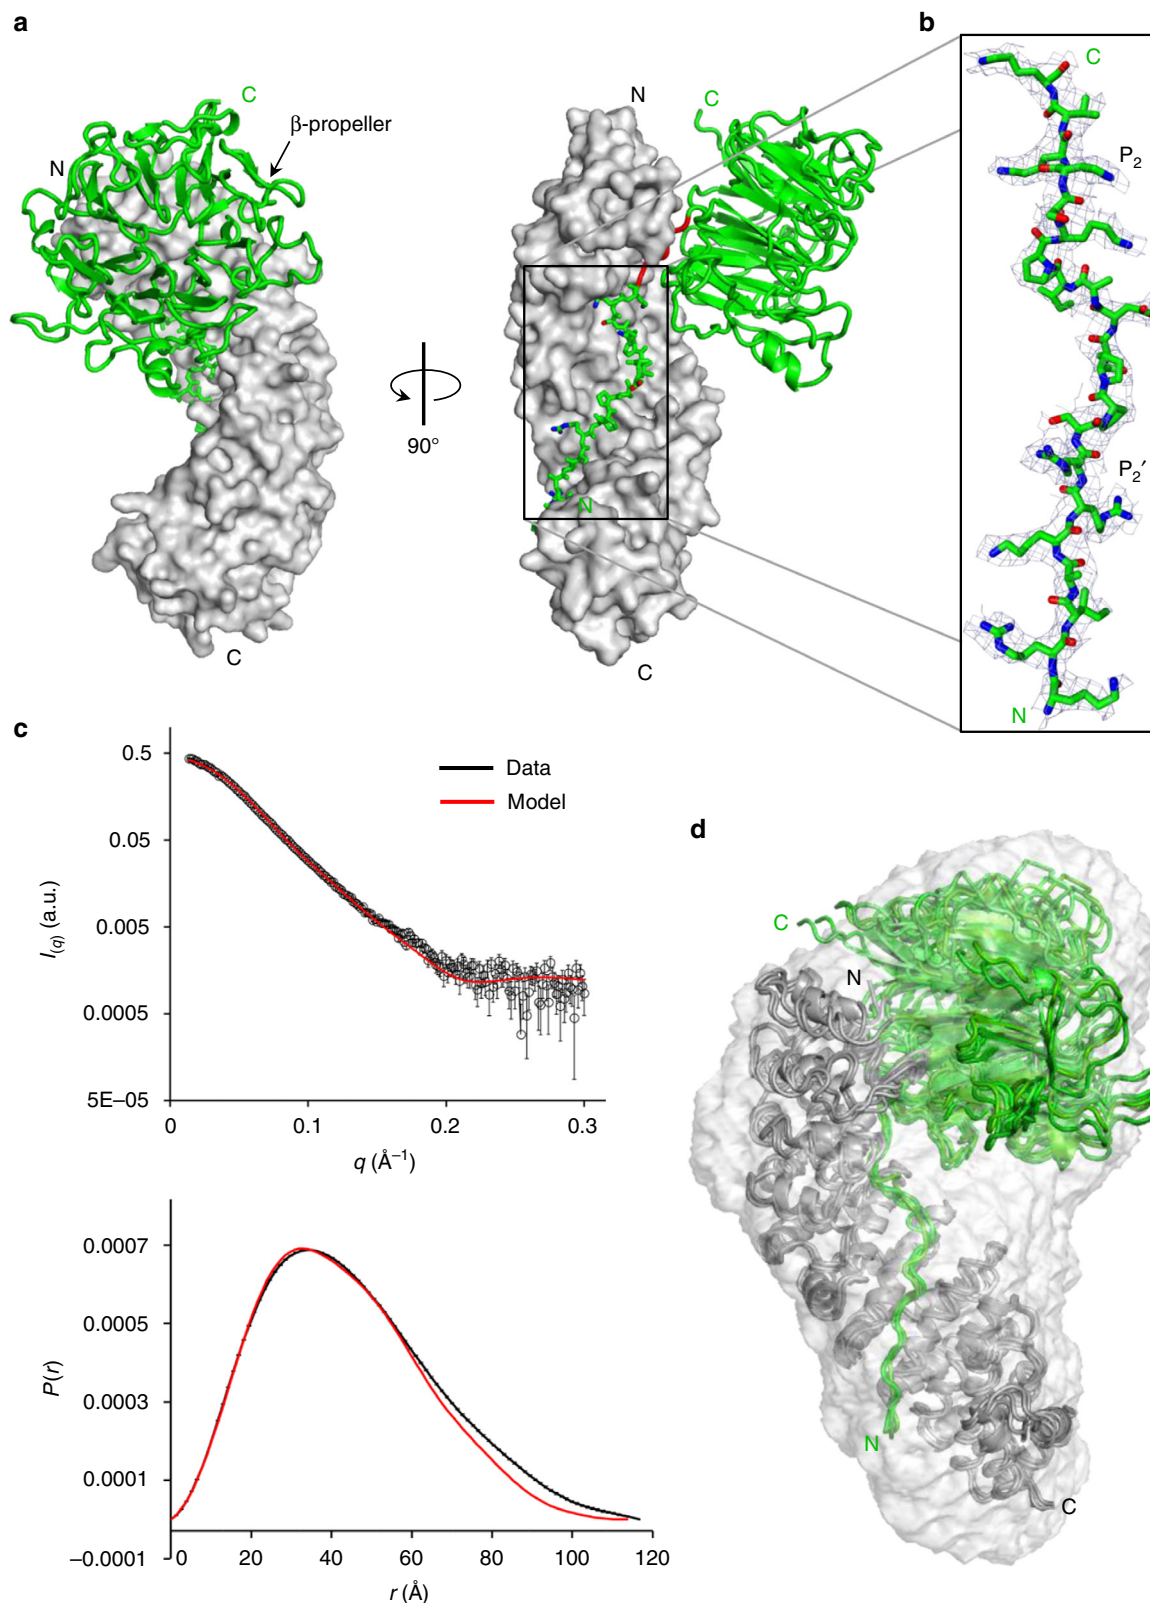 a
b
C
β-propeller
N
N
C
90°
N
C
C
C
P₂
P₂′
N
c
0.5
0.05
0.005
0.0005
5E–05
I(q) (a.u.)
Data
Model
0
0.1
0.2
0.3
q (Å⁻¹)
0.0007
0.0005
0.0003
0.0001
–0.0001
P(r)
0
20
40
60
80
100
120
r (Å)
d
C
N
N
C